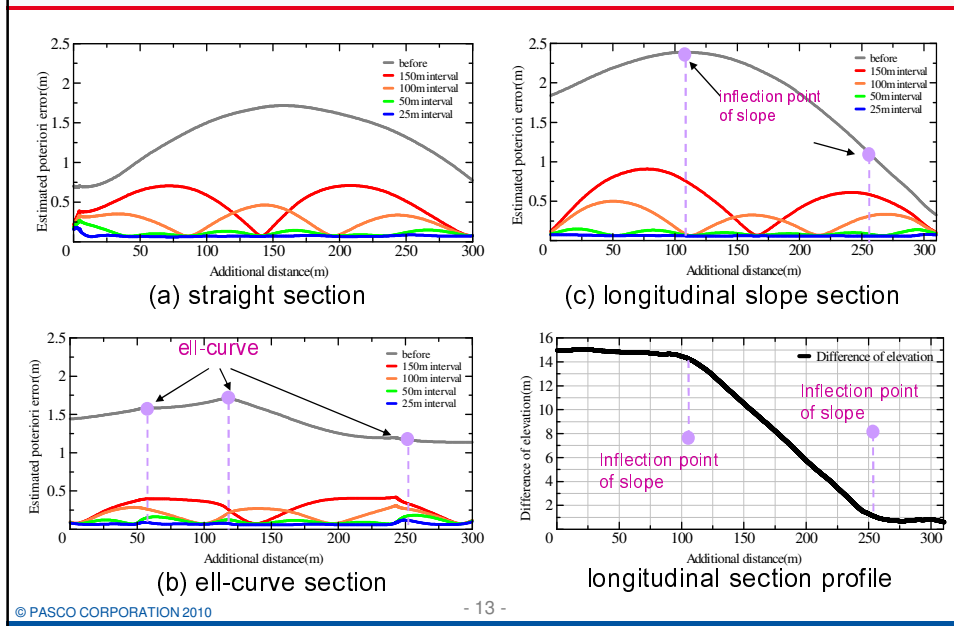 2.5
2
1.5
1
0.5
0
50
100
150
200
250
300
Estimated poteriori error(m)
Additional distance(m)
before
150m interval
100m interval
50m interval
25m interval
(a) straight section
2.5
2
1.5
1
0.5
0
50
100
150
200
250
300
Estimated poteriori error(m)
Additional distance(m)
before
150m interval
100m interval
50m interval
25m interval
Inflection point
of slope
(c) longitudinal slope section
2.5
2
1.5
1
0.5
0
50
100
150
200
250
300
Estimated poteriori error(m)
Additional distance(m)
ell-curve
before
150m interval
100m interval
50m interval
25m interval
(b) ell-curve section
16
14
12
10
8
6
4
2
0
50
100
150
200
250
300
Difference of elevation(m)
Additional distance(m)
Difference of elevation
Inflection point
of slope
Inflection point
of slope
longitudinal section profile
© PASCO CORPORATION 2010
- 13 -